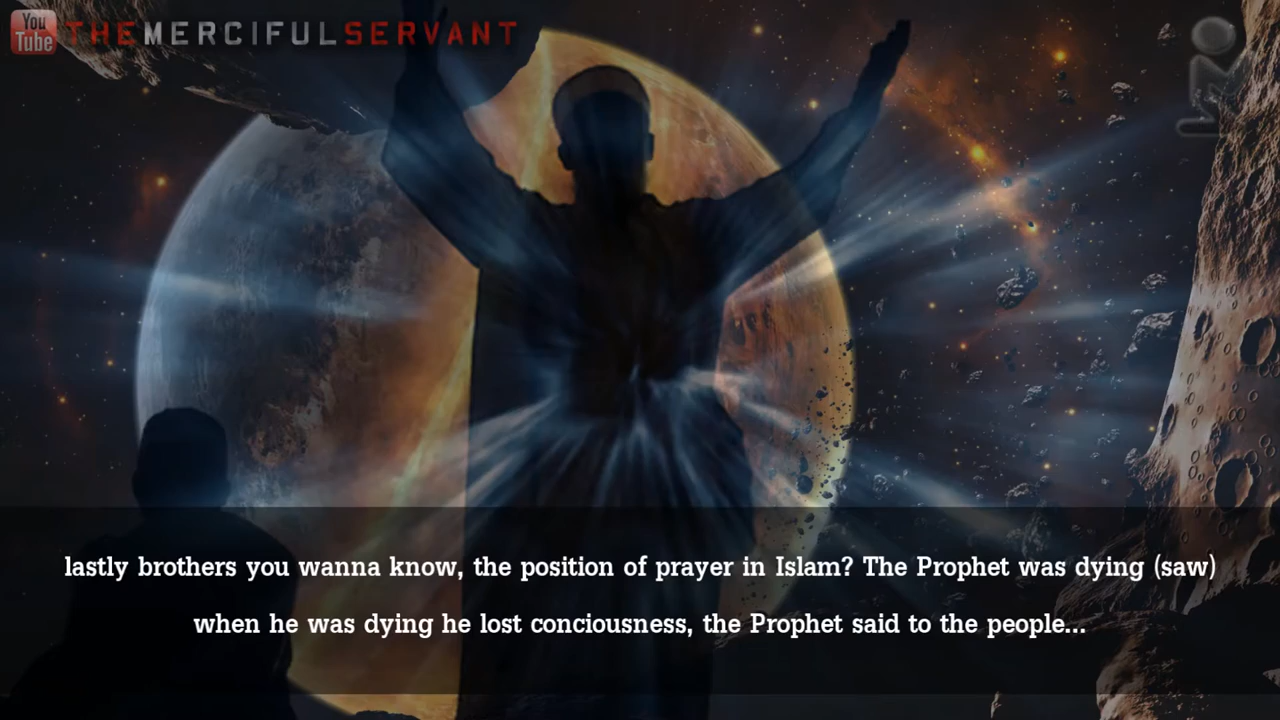 You
Tube
THEMERCIFULSERVANT
lastly brothers you wanna know, the position of prayer in Islam? The Prophet was dying (saw)
when he was dying he lost conciousness, the Prophet said to the people...